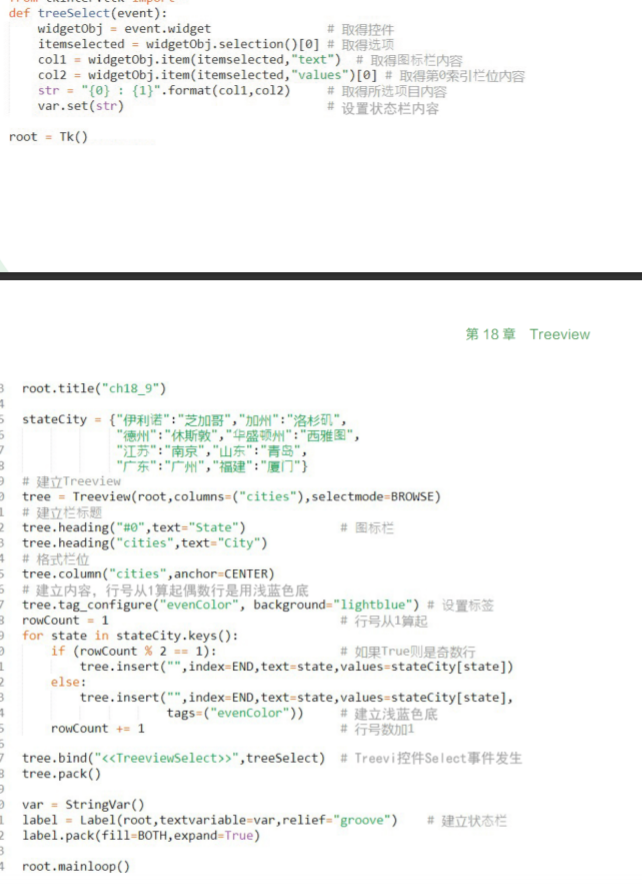 def treeSelect(event):
widgetObj = event.widget # 取得控件
itemselected = widgetObj.selection()[0] # 取得选项
col1 = widgetObj.item(itemselected,"text") # 取得图标栏内容
col2 = widgetObj.item(itemselected,"values")[0] # 取得第0索引栏位内容
str = "{0} : {1}".format(col1,col2) # 取得所选项目内容
var.set(str) # 设置状态栏内容
root = Tk()
第 18 章 Treeview
root.title("ch18_9")
stateCity = {"伊利诺":"芝加哥","加州":"洛杉矶",
"德州":"休斯敦","华盛顿州":"西雅图",
"江苏":"南京","山东":"青岛",
"广东":"广州","福建":"厦门"}
# 建立Treeview
tree = Treeview(root,columns=("cities"),selectmode=BROWSE)
# 建立栏标题
tree.heading("#0",text="State") # 图标栏
tree.heading("cities",text="City")
# 格式栏位
tree.column("cities",anchor=CENTER)
# 建立内容，行号从1算起偶数行是用浅蓝色底
tree.tag_configure("evenColor", background="lightblue") # 设置标签
rowCount = 1 # 行号从1算起
for state in stateCity.keys():
if (rowCount % 2 == 1): # 如果True则是奇数行
tree.insert("",index=END,text=state,values=stateCity[state])
else:
tree.insert("",index=END,text=state,values=stateCity[state],
tags=("evenColor")) # 建立浅蓝色底
rowCount += 1 # 行号数加1
tree.bind("<<TreeviewSelect>>",treeSelect) # Treevi控件Select事件发生
tree.pack()
var = StringVar()
label = Label(root,textvariable=var,relief="groove") # 建立状态栏
label.pack(fill=BOTH,expand=True)
root.mainloop()